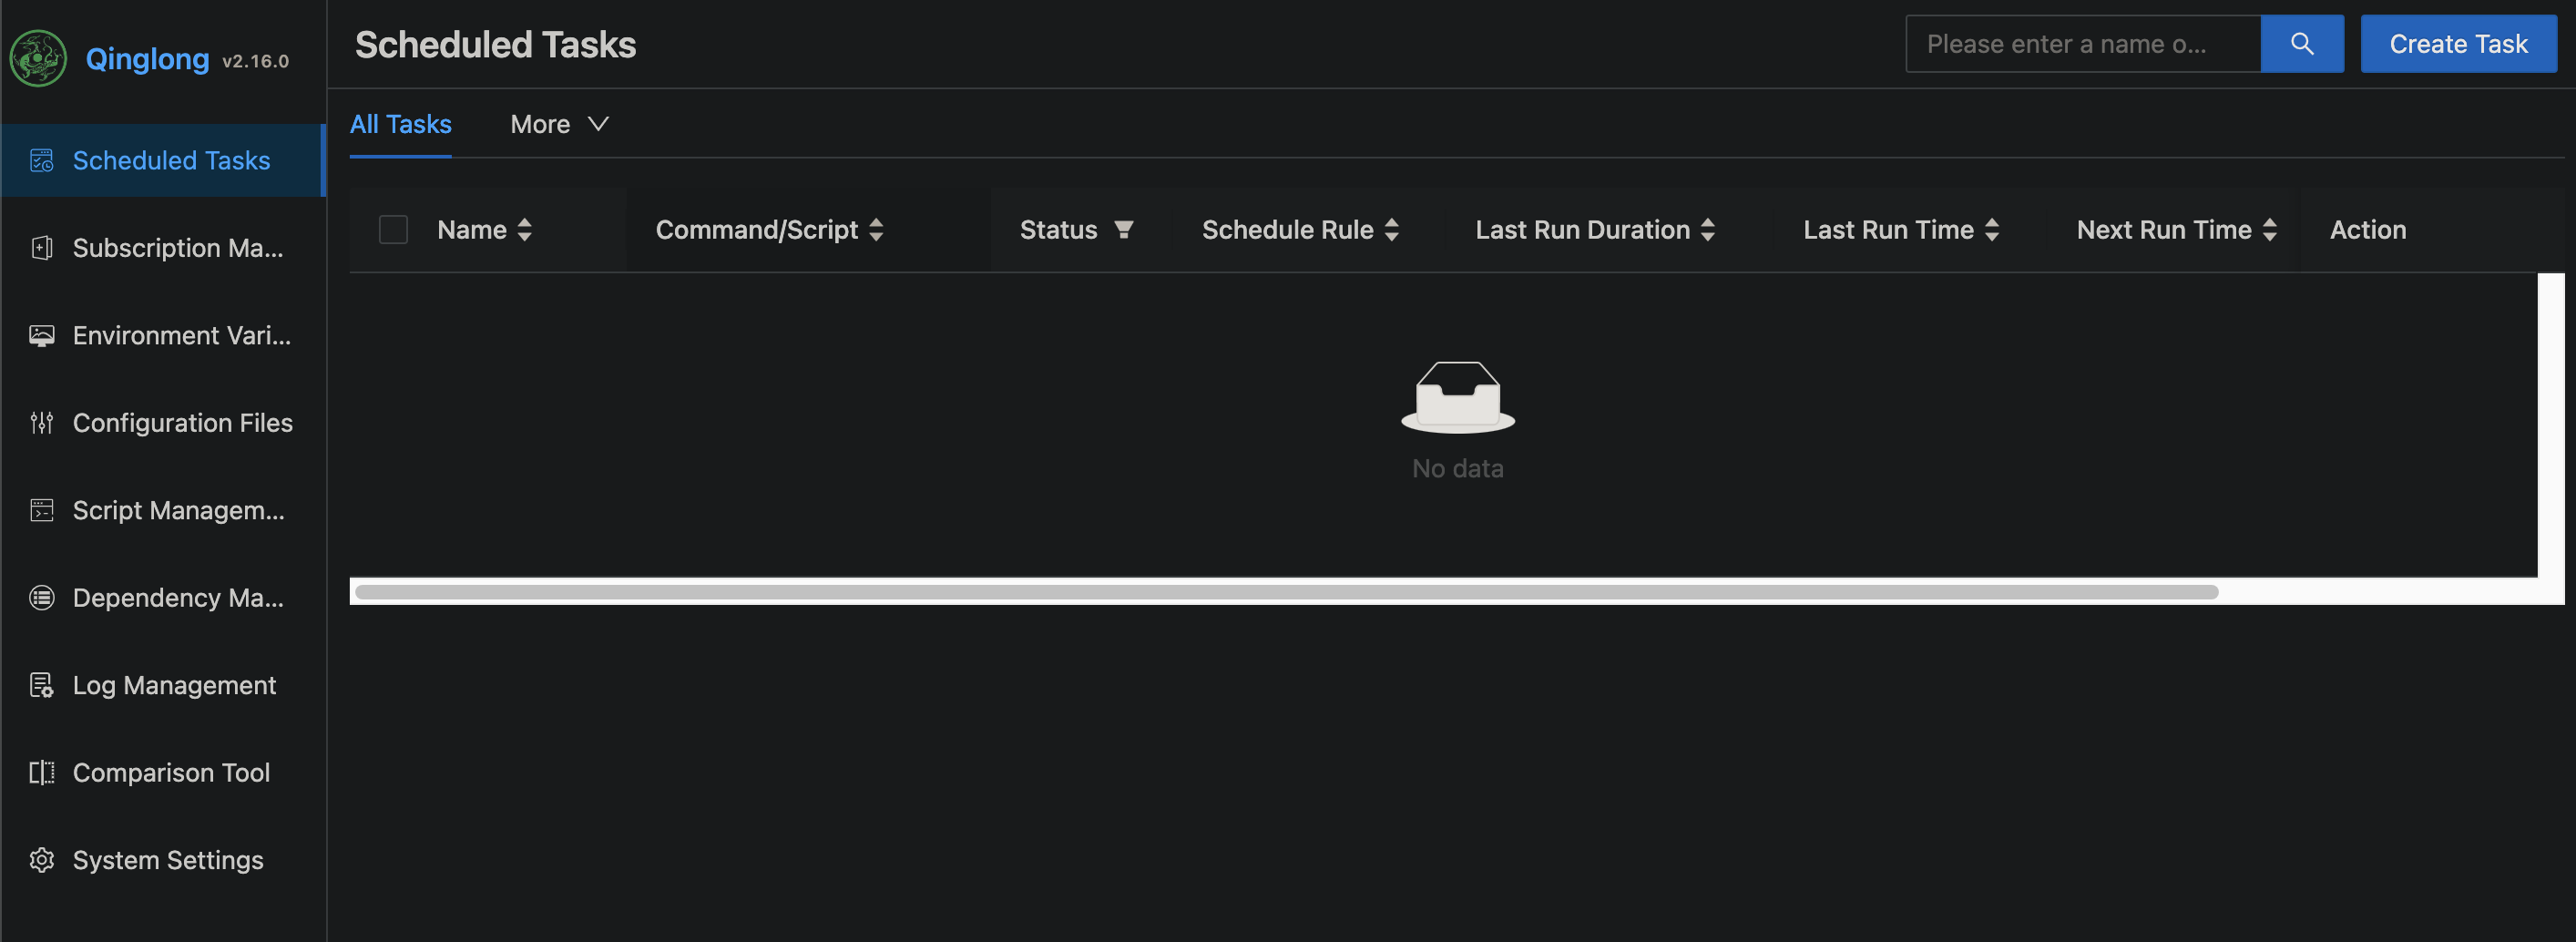 Qinglong v2.16.0
Scheduled Tasks
Subscription Ma...
Environment Vari...
Configuration Files
Script Managem...
Dependency Ma...
Log Management
Comparison Tool
System Settings
Scheduled Tasks
Please enter a name o...
Create Task
All Tasks More
Name Command/Script Status Schedule Rule Last Run Duration Last Run Time Next Run Time Action
No data